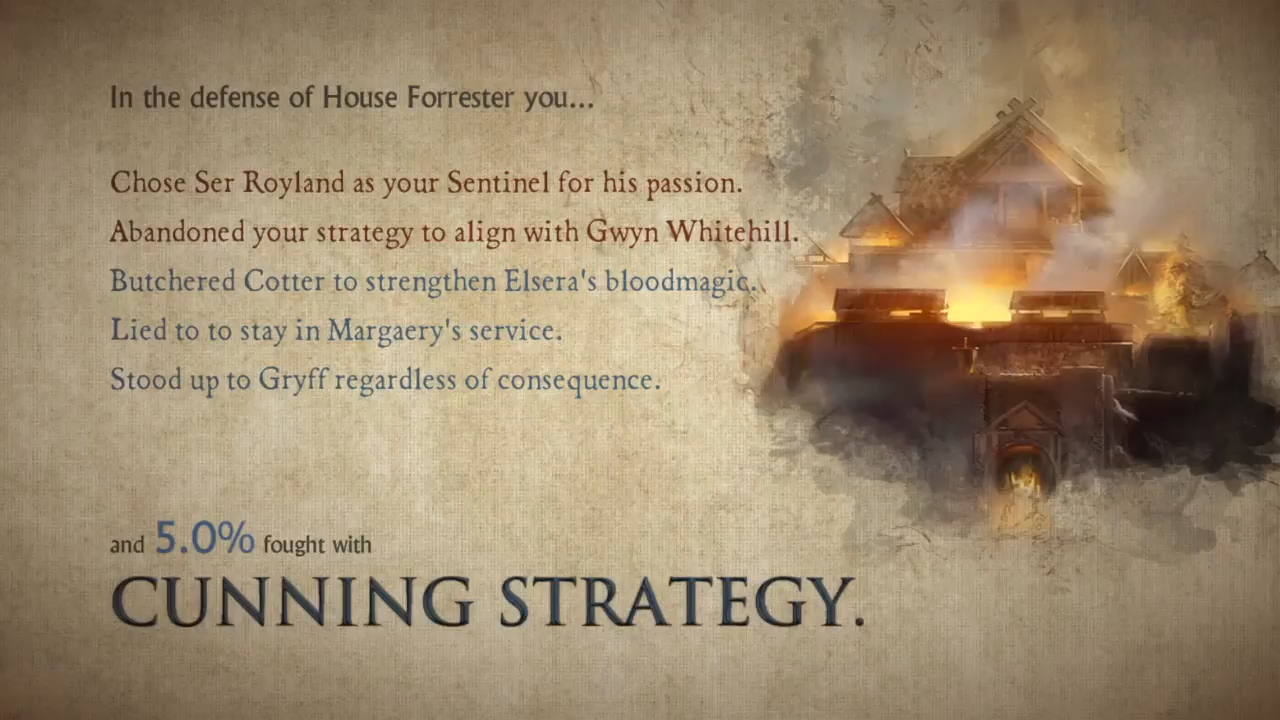 In the defense of House Forrester you...
Chose Ser Royland as your Sentinel for his passion.
Abandoned your strategy to align with Gwyn Whitehill.
Butchered Cotter to strengthen Elsera's bloodmagic.
Lied to to stay in Margaery's service.
Stood up to Gryff regardless of consequence.
and 5.0% fought with
CUNNING STRATEGY.